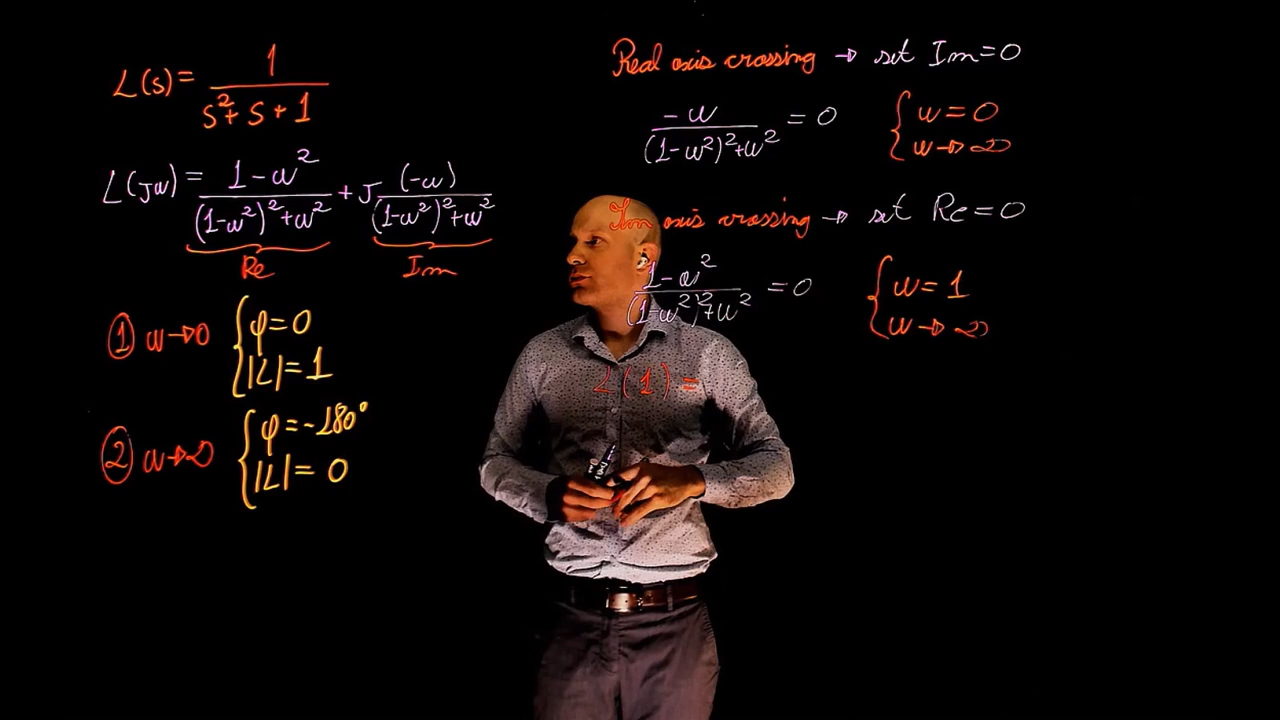 L(s) = 1 / (s² + s + 1)
L(jω) = (1-ω²) / ((1-ω²)²+ω²) + j (-ω) / ((1-ω²)²+ω²)
Re Im
① ω→0 { φ=0
|L|=1
② ω→∞ { φ=-180°
|L|=0
Real axis crossing → set Im=0
-ω / ((1-ω²)²+ω²) = 0 { ω=0
ω→∞
Im axis crossing → set Re=0
1-ω² / ((1-ω²)²+ω²) = 0 { ω=1
ω→∞
L(1)=